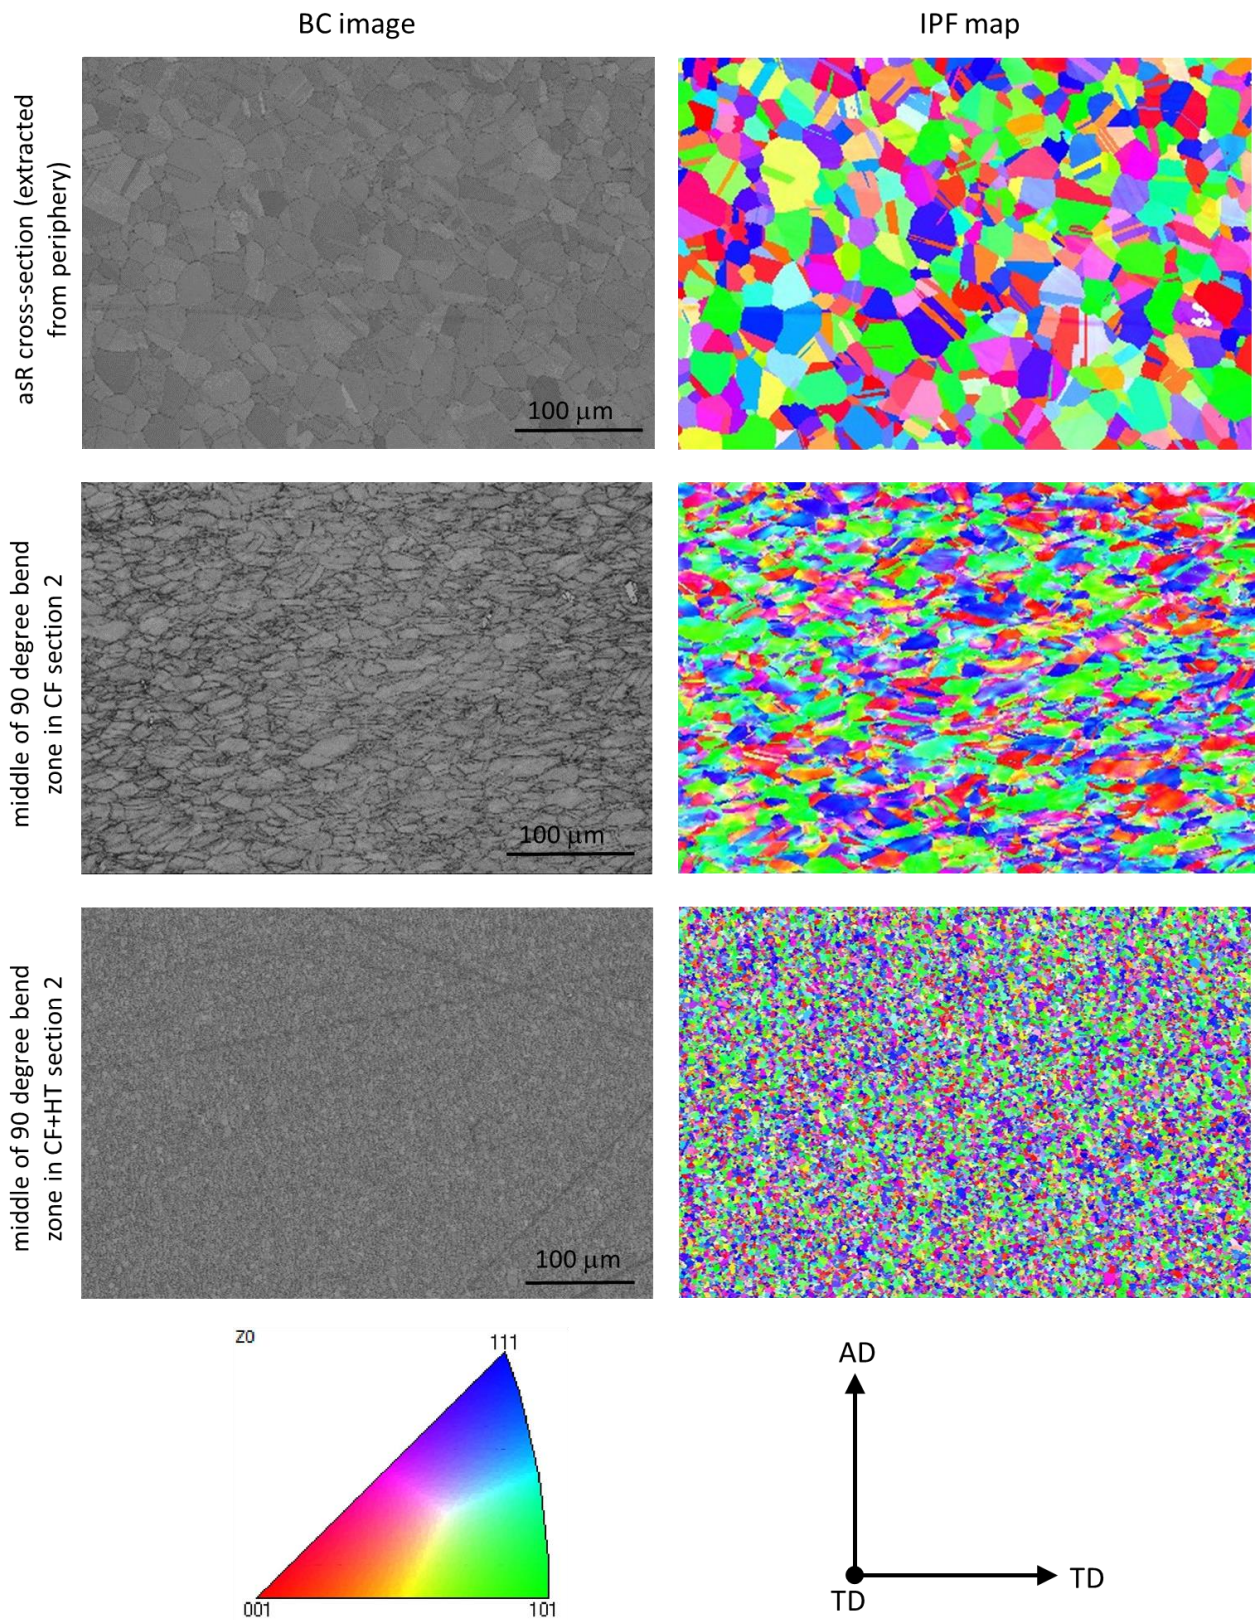 BC image
IPF map
asR cross-section (extracted
from periphery)
100 μm
middle of 90 degree bend
zone in CF section 2
100 μm
middle of 90 degree bend
zone in CF+HT section 2
100 μm
Z0
111
001
101
AD
TD
TD